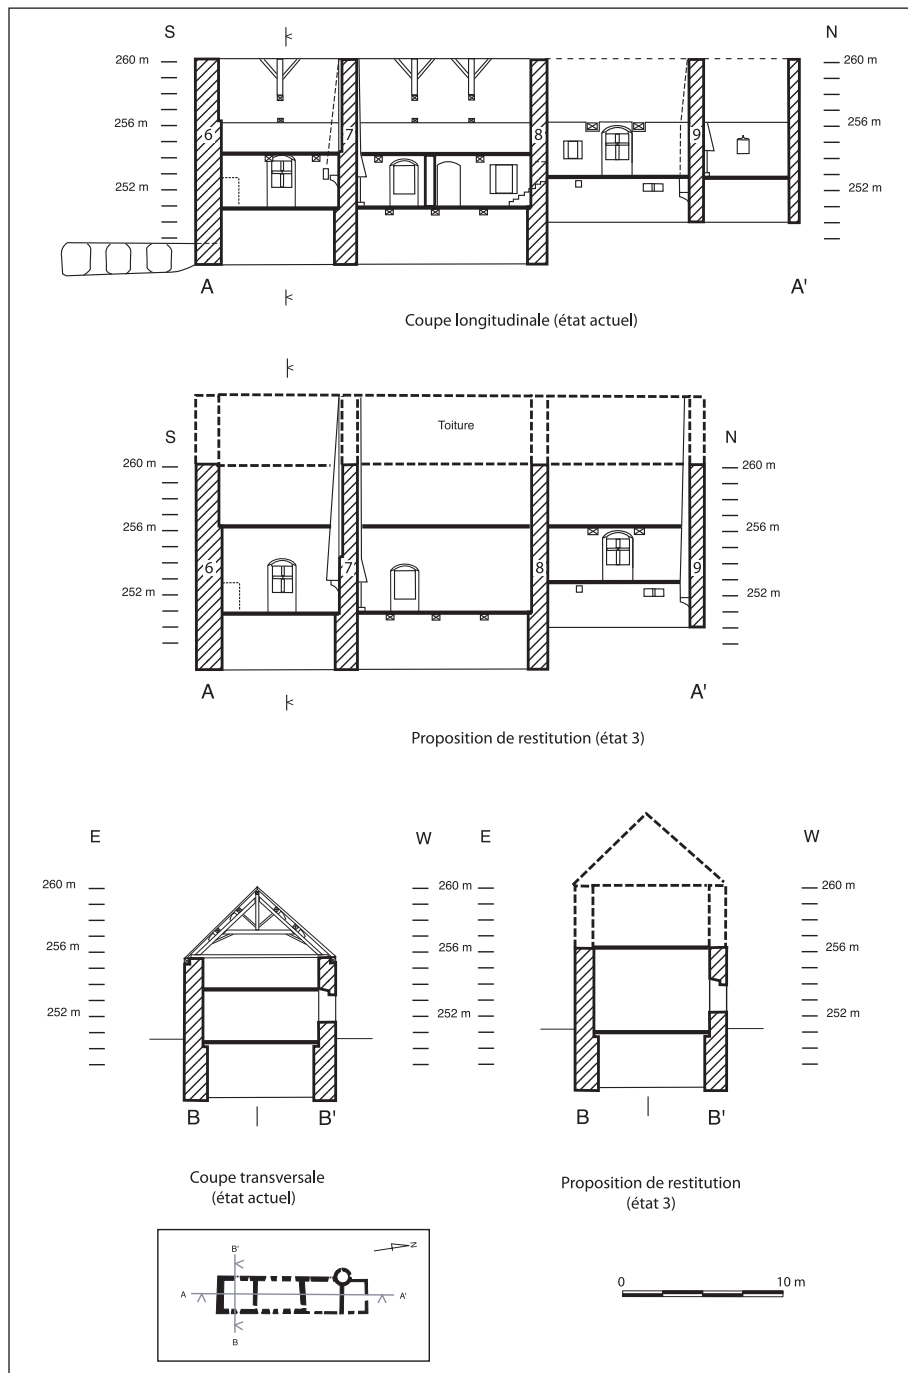 S
N
260 m
260 m
256 m
256 m
252 m
252 m
6
7
8
9
A
A'
Coupe longitudinale (état actuel)
Toiture
S
N
260 m
260 m
256 m
256 m
252 m
252 m
6
7
8
9
A
A'
Proposition de restitution (état 3)
E
W
E
W
260 m
260 m
260 m
256 m
256 m
256 m
252 m
252 m
252 m
B
B'
B
B'
Coupe transversale
(état actuel)
Proposition de restitution
(état 3)
B'
N
A
A'
B
0
10 m